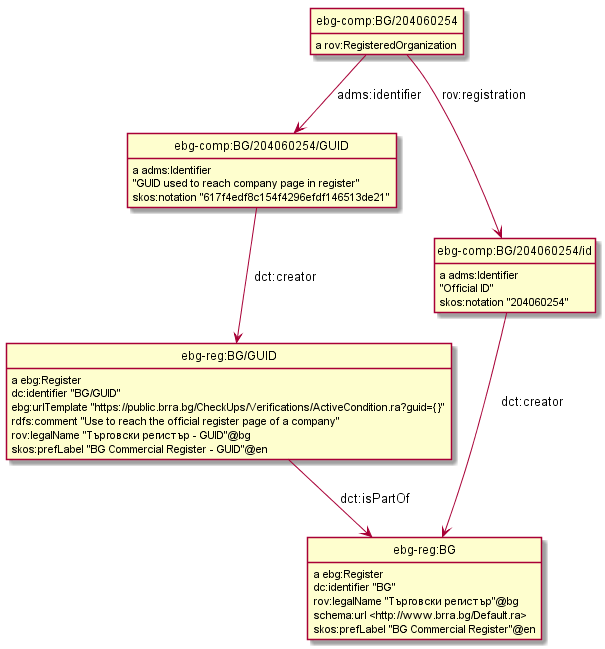 ebg-comp:BG/204060254
a rov:RegisteredOrganization
adms:identifier
rov:registration
ebg-comp:BG/204060254/GUID
a adms:Identifier
"GUID used to reach company page in register"
skos:notation "617f4edf8c154f4296efdf146513de21"
ebg-comp:BG/204060254/id
a adms:Identifier
"Official ID"
skos:notation "204060254"
dct:creator
ebg-reg:BG/GUID
a ebg:Register
dc:identifier "BG/GUID"
ebg:urlTemplate "https://public.brra.bg/CheckUps/Verifications/ActiveCondition.ra?guid={}"
rdfs:comment "Use to reach the official register page of a company"
rov:legalName "Търговски регистър - GUID"@bg
skos:prefLabel "BG Commercial Register - GUID"@en
dct:creator
dct:isPartOf
ebg-reg:BG
a ebg:Register
dc:identifier "BG"
rov:legalName "Търговски регистър"@bg
schema:url <http://www.brra.bg/Default.ra>
skos:prefLabel "BG Commercial Register"@en